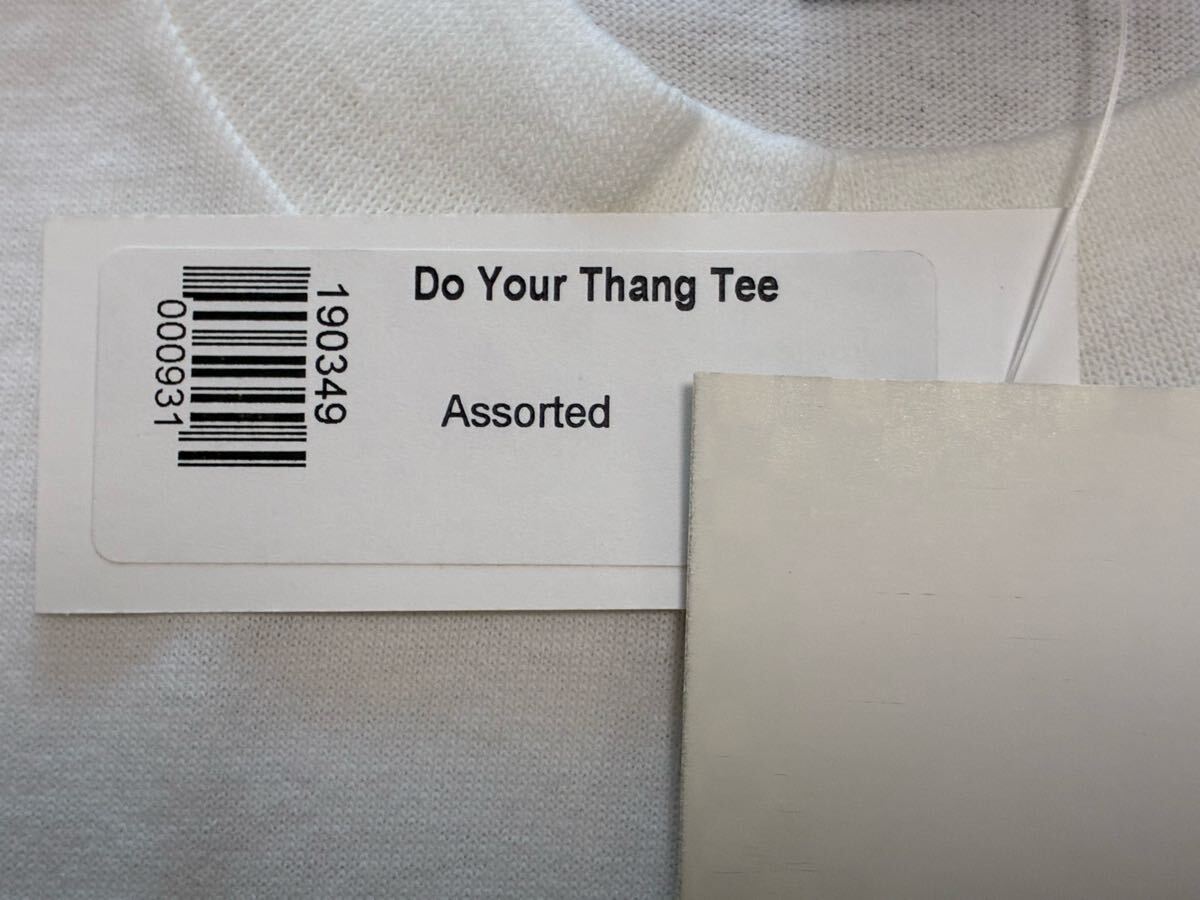 Do Your Thang Tee
Assorted
190349
000931